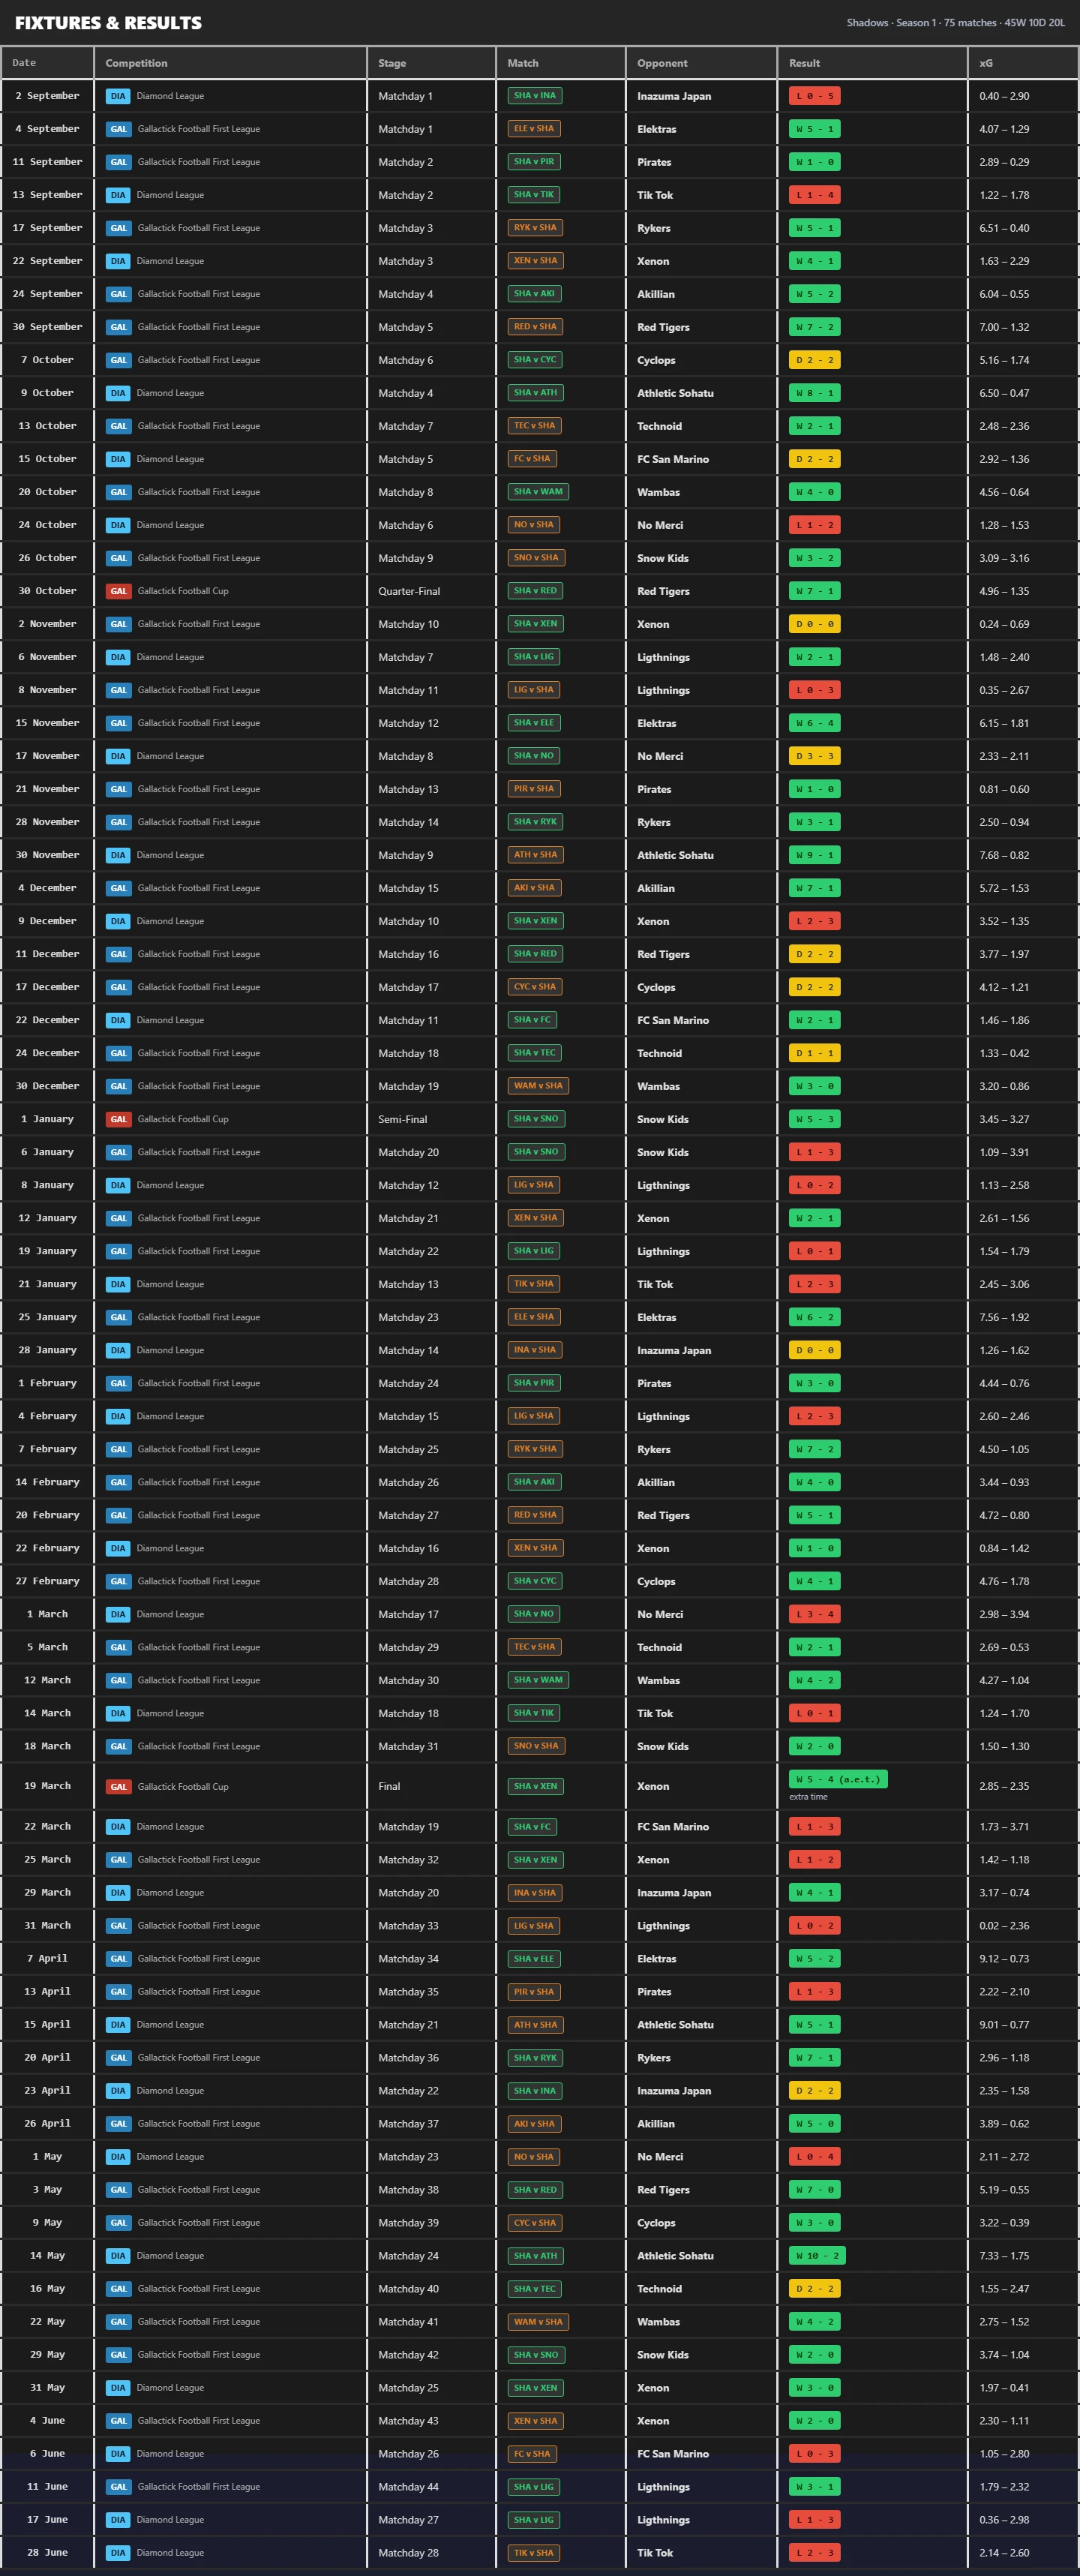 FIXTURES & RESULTS
Shadows · Season 1 · 75 matches · 45W 10D 20L
Date Competition Stage Match Opponent Result xG
2 September DIA Diamond League Matchday 1 SHA v INA Inazuma Japan L 0 - 5 0.40 – 2.90
4 September GAL Gallactick Football First League Matchday 1 ELE v SHA Elektras W 5 - 1 4.07 – 1.29
11 September GAL Gallactick Football First League Matchday 2 SHA v PIR Pirates W 1 - 0 2.89 – 0.29
13 September DIA Diamond League Matchday 2 SHA v TIK Tik Tok L 1 - 4 1.22 – 1.78
17 September GAL Gallactick Football First League Matchday 3 RYK v SHA Rykers W 5 - 1 6.51 – 0.40
22 September DIA Diamond League Matchday 3 XEN v SHA Xenon W 4 - 1 1.63 – 2.29
24 September GAL Gallactick Football First League Matchday 4 SHA v AKI Akillian W 5 - 2 6.04 – 0.55
30 September GAL Gallactick Football First League Matchday 5 RED v SHA Red Tigers W 7 - 2 7.00 – 1.32
7 October GAL Gallactick Football First League Matchday 6 SHA v CYC Cyclops D 2 - 2 5.16 – 1.74
9 October DIA Diamond League Matchday 4 SHA v ATH Athletic Sohatu W 8 - 1 6.50 – 0.47
13 October GAL Gallactick Football First League Matchday 7 TEC v SHA Technoid W 2 - 1 2.48 – 2.36
15 October DIA Diamond League Matchday 5 FC v SHA FC San Marino D 2 - 2 2.92 – 1.36
20 October GAL Gallactick Football First League Matchday 8 SHA v WAM Wambas W 4 - 0 4.56 – 0.64
24 October DIA Diamond League Matchday 6 NO v SHA No Merci L 1 - 2 1.28 – 1.53
26 October GAL Gallactick Football First League Matchday 9 SNO v SHA Snow Kids W 3 - 2 3.09 – 3.16
30 October GAL Gallactick Football Cup Quarter-Final SHA v RED Red Tigers W 7 - 1 4.96 – 1.35
2 November GAL Gallactick Football First League Matchday 10 SHA v XEN Xenon D 0 - 0 0.24 – 0.69
6 November DIA Diamond League Matchday 7 SHA v LIG Ligthnings W 2 - 1 1.48 – 2.40
8 November GAL Gallactick Football First League Matchday 11 LIG v SHA Ligthnings L 0 - 3 0.35 – 2.67
15 November GAL Gallactick Football First League Matchday 12 SHA v ELE Elektras W 6 - 4 6.15 – 1.81
17 November DIA Diamond League Matchday 8 SHA v NO No Merci D 3 - 3 2.33 – 2.11
21 November GAL Gallactick Football First League Matchday 13 PIR v SHA Pirates W 1 - 0 0.81 – 0.60
28 November GAL Gallactick Football First League Matchday 14 SHA v RYK Rykers W 3 - 1 2.50 – 0.94
30 November DIA Diamond League Matchday 9 ATH v SHA Athletic Sohatu W 9 - 1 7.68 – 0.82
4 December GAL Gallactick Football First League Matchday 15 AKI v SHA Akillian W 7 - 1 5.72 – 1.53
9 December DIA Diamond League Matchday 10 SHA v XEN Xenon L 2 - 3 3.52 – 1.35
11 December GAL Gallactick Football First League Matchday 16 SHA v RED Red Tigers D 2 - 2 3.77 – 1.97
17 December GAL Gallactick Football First League Matchday 17 CYC v SHA Cyclops D 2 - 2 4.12 – 1.21
22 December DIA Diamond League Matchday 11 SHA v FC FC San Marino W 2 - 1 1.46 – 1.86
24 December GAL Gallactick Football First League Matchday 18 SHA v TEC Technoid D 1 - 1 1.33 – 0.42
30 December GAL Gallactick Football First League Matchday 19 WAM v SHA Wambas W 3 - 0 3.20 – 0.86
1 January GAL Gallactick Football Cup Semi-Final SHA v SNO Snow Kids W 5 - 3 3.45 – 3.27
6 January GAL Gallactick Football First League Matchday 20 SHA v SNO Snow Kids L 1 - 3 1.09 – 3.91
8 January DIA Diamond League Matchday 12 LIG v SHA Ligthnings L 0 - 2 1.13 – 2.58
12 January GAL Gallactick Football First League Matchday 21 XEN v SHA Xenon W 2 - 1 2.61 – 1.56
19 January GAL Gallactick Football First League Matchday 22 SHA v LIG Ligthnings L 0 - 1 1.54 – 1.79
21 January DIA Diamond League Matchday 13 TIK v SHA Tik Tok L 2 - 3 2.45 – 3.06
25 January GAL Gallactick Football First League Matchday 23 ELE v SHA Elektras W 6 - 2 7.56 – 1.92
28 January DIA Diamond League Matchday 14 INA v SHA Inazuma Japan D 0 - 0 1.26 – 1.62
1 February GAL Gallactick Football First League Matchday 24 SHA v PIR Pirates W 3 - 0 4.44 – 0.76
4 February DIA Diamond League Matchday 15 LIG v SHA Ligthnings L 2 - 3 2.60 – 2.46
7 February GAL Gallactick Football First League Matchday 25 RYK v SHA Rykers W 7 - 2 4.50 – 1.05
14 February GAL Gallactick Football First League Matchday 26 SHA v AKI Akillian W 4 - 0 3.44 – 0.93
20 February GAL Gallactick Football First League Matchday 27 RED v SHA Red Tigers W 5 - 1 4.72 – 0.80
22 February DIA Diamond League Matchday 16 XEN v SHA Xenon W 1 - 0 0.84 – 1.42
27 February GAL Gallactick Football First League Matchday 28 SHA v CYC Cyclops W 4 - 1 4.76 – 1.78
1 March DIA Diamond League Matchday 17 SHA v NO No Merci L 3 - 4 2.98 – 3.94
5 March GAL Gallactick Football First League Matchday 29 TEC v SHA Technoid W 2 - 1 2.69 – 0.53
12 March GAL Gallactick Football First League Matchday 30 SHA v WAM Wambas W 4 - 2 4.27 – 1.04
14 March DIA Diamond League Matchday 18 SHA v TIK Tik Tok L 0 - 1 1.24 – 1.70
18 March GAL Gallactick Football First League Matchday 31 SNO v SHA Snow Kids W 2 - 0 1.50 – 1.30
19 March GAL Gallactick Football Cup Final SHA v XEN Xenon W 5 - 4 (a.e.t.) 2.85 – 2.35
extra time
22 March DIA Diamond League Matchday 19 SHA v FC FC San Marino L 1 - 3 1.73 – 3.71
25 March GAL Gallactick Football First League Matchday 32 SHA v XEN Xenon L 1 - 2 1.42 – 1.18
29 March DIA Diamond League Matchday 20 INA v SHA Inazuma Japan W 4 - 1 3.17 – 0.74
31 March GAL Gallactick Football First League Matchday 33 LIG v SHA Ligthnings L 0 - 2 0.02 – 2.36
7 April GAL Gallactick Football First League Matchday 34 SHA v ELE Elektras W 5 - 2 9.12 – 0.73
13 April GAL Gallactick Football First League Matchday 35 PIR v SHA Pirates L 1 - 3 2.22 – 2.10
15 April DIA Diamond League Matchday 21 ATH v SHA Athletic Sohatu W 5 - 1 9.01 – 0.77
20 April GAL Gallactick Football First League Matchday 36 SHA v RYK Rykers W 7 - 1 2.96 – 1.18
23 April DIA Diamond League Matchday 22 SHA v INA Inazuma Japan D 2 - 2 2.35 – 1.58
26 April GAL Gallactick Football First League Matchday 37 AKI v SHA Akillian W 5 - 0 3.89 – 0.62
1 May DIA Diamond League Matchday 23 NO v SHA No Merci L 0 - 4 2.11 – 2.72
3 May GAL Gallactick Football First League Matchday 38 SHA v RED Red Tigers W 7 - 0 5.19 – 0.55
9 May GAL Gallactick Football First League Matchday 39 CYC v SHA Cyclops W 3 - 0 3.22 – 0.39
14 May DIA Diamond League Matchday 24 SHA v ATH Athletic Sohatu W 10 - 2 7.33 – 1.75
16 May GAL Gallactick Football First League Matchday 40 SHA v TEC Technoid D 2 - 2 1.55 – 2.47
22 May GAL Gallactick Football First League Matchday 41 WAM v SHA Wambas W 4 - 2 2.75 – 1.52
29 May GAL Gallactick Football First League Matchday 42 SHA v SNO Snow Kids W 2 - 0 3.74 – 1.04
31 May DIA Diamond League Matchday 25 SHA v XEN Xenon W 3 - 0 1.97 – 0.41
4 June GAL Gallactick Football First League Matchday 43 XEN v SHA Xenon W 2 - 0 2.30 – 1.11
6 June DIA Diamond League Matchday 26 FC v SHA FC San Marino L 0 - 3 1.05 – 2.80
11 June GAL Gallactick Football First League Matchday 44 SHA v LIG Ligthnings W 3 - 1 1.79 – 2.32
17 June DIA Diamond League Matchday 27 SHA v LIG Ligthnings L 1 - 3 0.36 – 2.98
28 June DIA Diamond League Matchday 28 TIK v SHA Tik Tok L 2 - 3 2.14 – 2.60